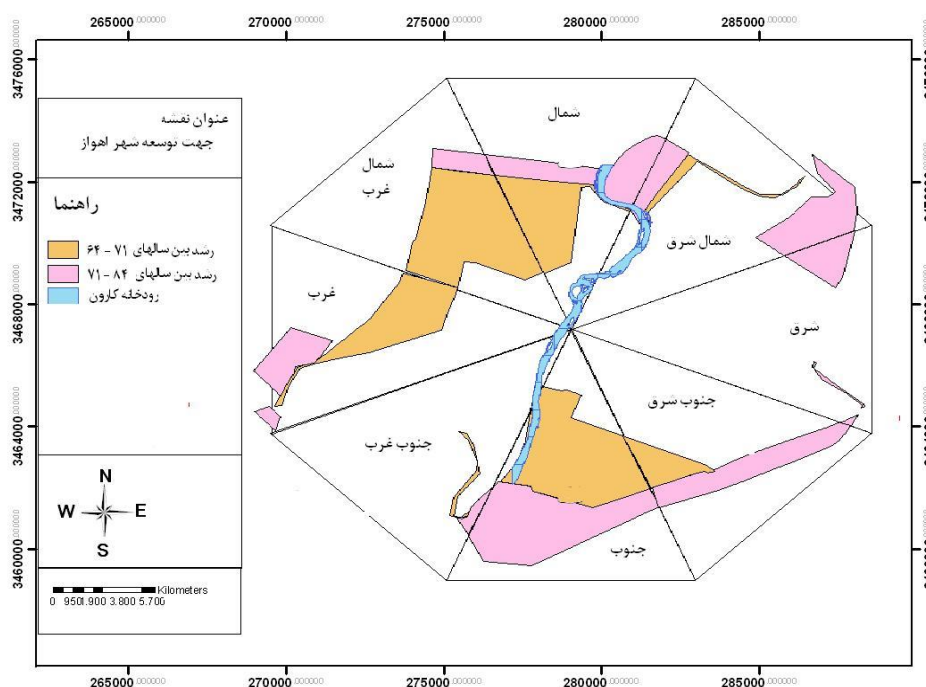 265000.000000 270000.000000 275000.000000 280000.000000 285000.000000
3476000.000000
3472000.000000
3468000.000000
3464000.000000
3460000.000000
عنوان نقشه
جهت توسعه شهر اهواز
راهنما
رشد بین سالهای ۷۱ - ۶۴
رشد بین سالهای ۸۴ - ۷۱
رودخانه کارون
N
W E
S
Kilometers
0 950 1.900 3.800 5.700
شمال
شمال
غرب
شمال شرق
غرب
شرق
جنوب شرق
جنوب غرب
جنوب
3476000.000000
265000.000000 270000.000000 275000.000000 280000.000000 285000.000000